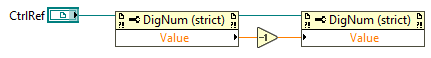 CtrlRef
DigNum (strict)
Value
-1
DigNum (strict)
Value